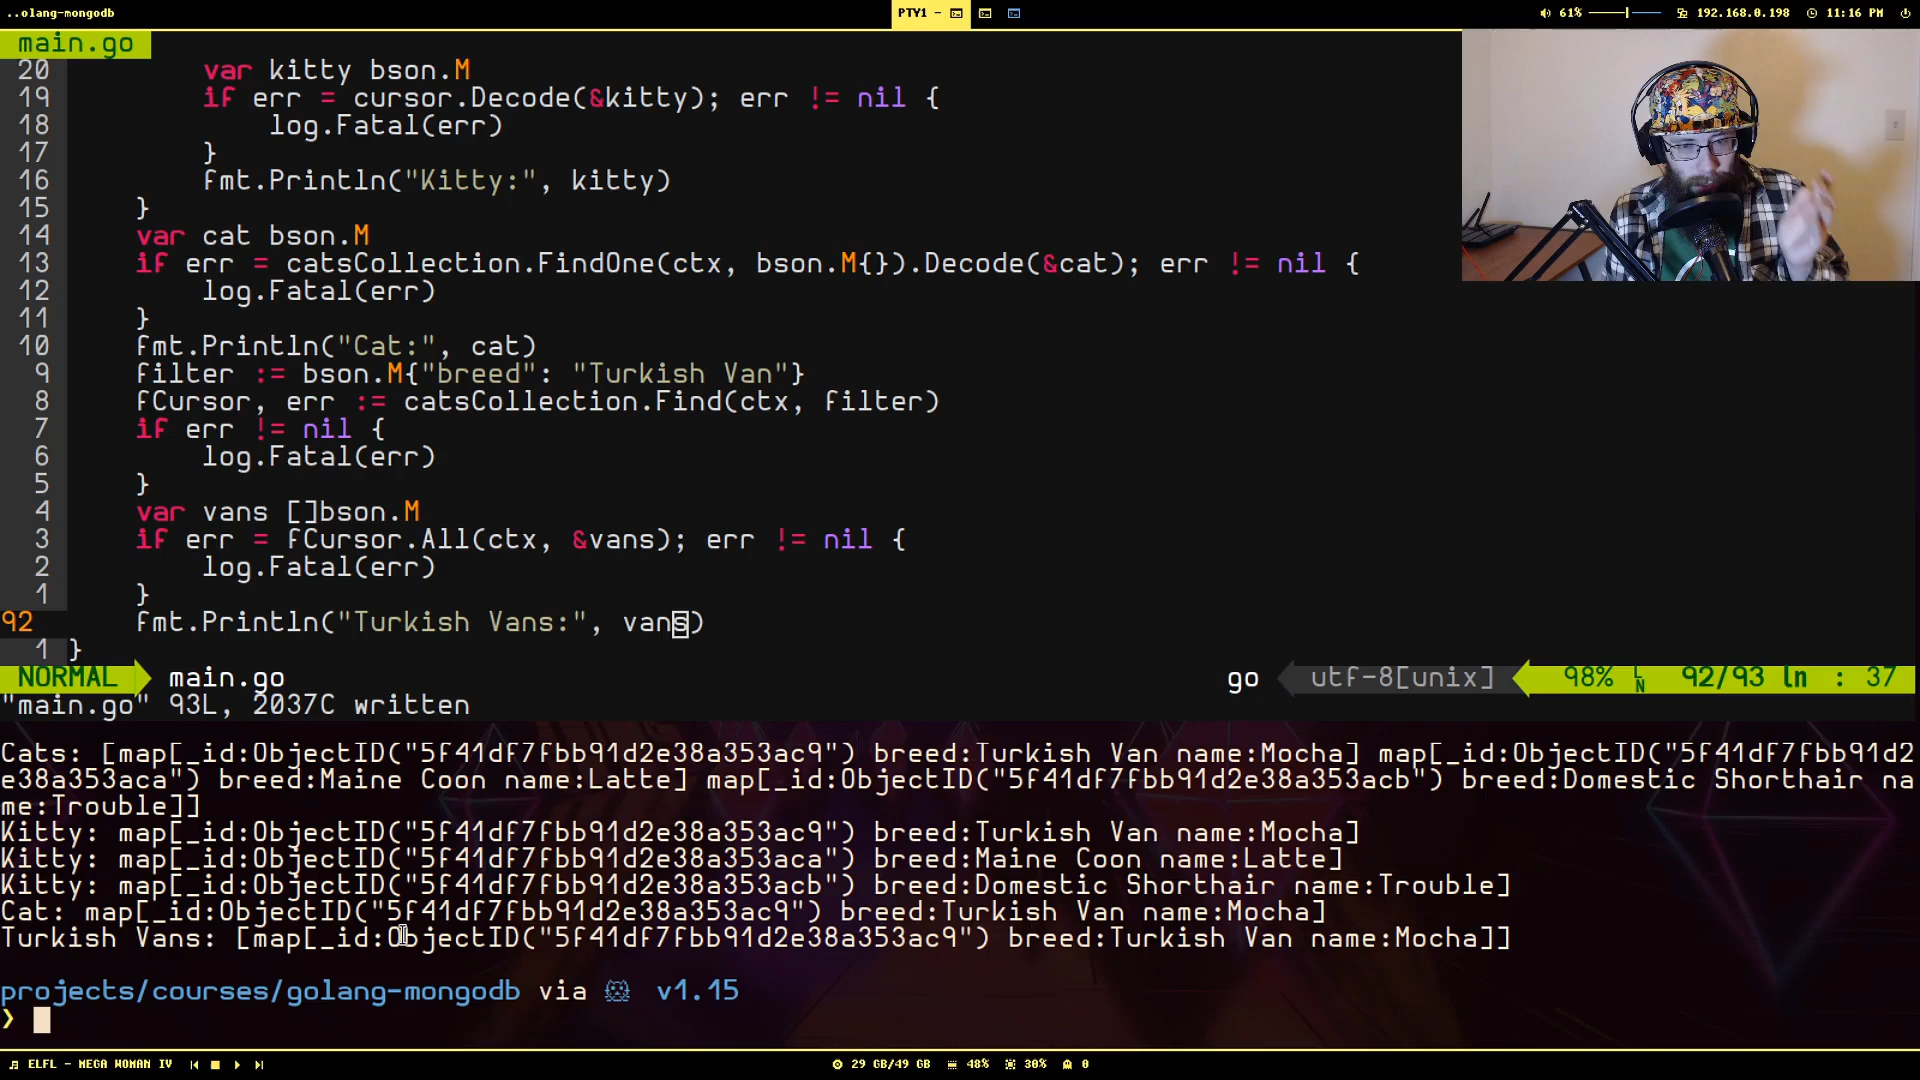 ..olang-mongodb
PTY1 -
61%
192.168.0.198
11:16 PM
main.go
20 var kitty bson.M
19 if err = cursor.Decode(&kitty); err != nil {
18 log.Fatal(err)
17 }
16 fmt.Println("Kitty:", kitty)
15 }
14 var cat bson.M
13 if err = catsCollection.FindOne(ctx, bson.M{}).Decode(&cat); err != nil {
12 log.Fatal(err)
11 }
10 fmt.Println("Cat:", cat)
9 filter := bson.M{"breed": "Turkish Van"}
8 fCursor, err := catsCollection.Find(ctx, filter)
7 if err != nil {
6 log.Fatal(err)
5 }
4 var vans []bson.M
3 if err = fCursor.All(ctx, &vans); err != nil {
2 log.Fatal(err)
1 }
92 fmt.Println("Turkish Vans:", vans)
1 }
NORMAL main.go go utf-8[unix] 98% LN 92/93 ln : 37
"main.go" 93L, 2037C written
Cats: [map[_id:ObjectID("5f41df7fbb91d2e38a353ac9") breed:Turkish Van name:Mocha] map[_id:ObjectID("5f41df7fbb91d2
e38a353aca") breed:Maine Coon name:Latte] map[_id:ObjectID("5f41df7fbb91d2e38a353acb") breed:Domestic Shorthair na
me:Trouble]]
Kitty: map[_id:ObjectID("5f41df7fbb91d2e38a353ac9") breed:Turkish Van name:Mocha]
Kitty: map[_id:ObjectID("5f41df7fbb91d2e38a353aca") breed:Maine Coon name:Latte]
Kitty: map[_id:ObjectID("5f41df7fbb91d2e38a353acb") breed:Domestic Shorthair name:Trouble]
Cat: map[_id:ObjectID("5f41df7fbb91d2e38a353ac9") breed:Turkish Van name:Mocha]
Turkish Vans: [map[_id:ObjectID("5f41df7fbb91d2e38a353ac9") breed:Turkish Van name:Mocha]]
projects/courses/golang-mongodb via v1.15
❯
ELFL - MEGA WOMAN IV
29 GB/49 GB
48%
30%
0